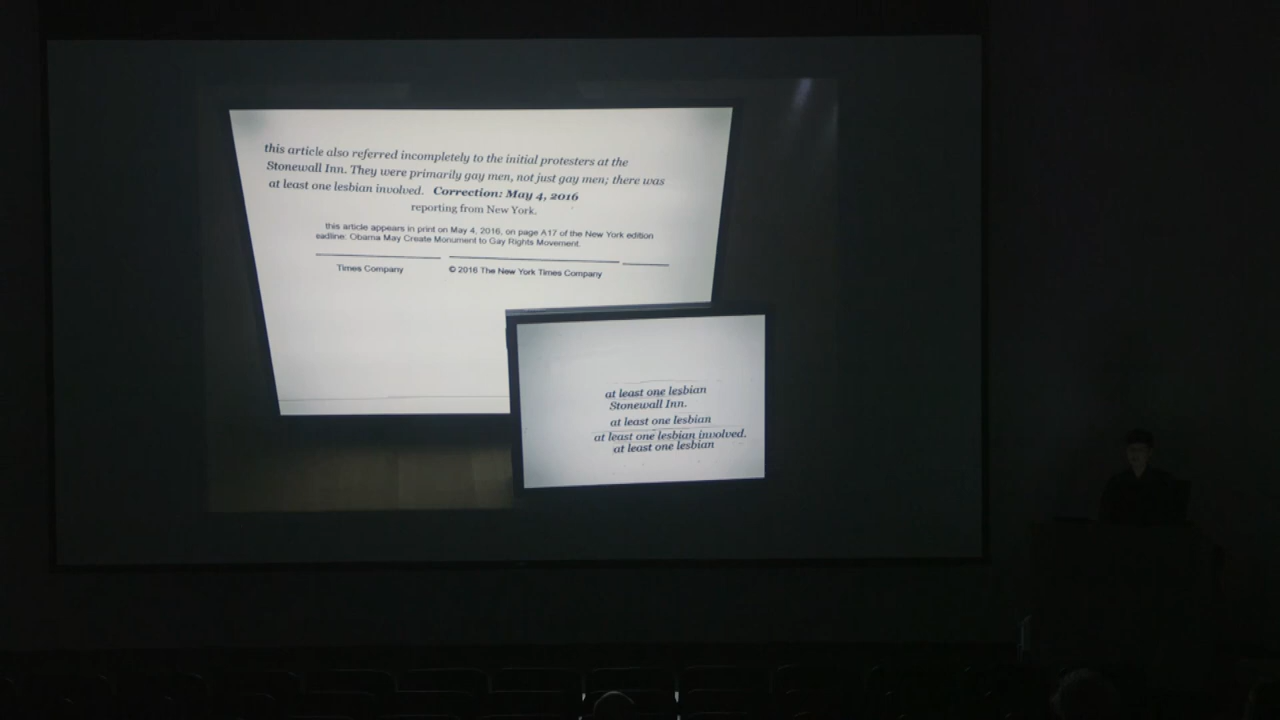 this article also referred incompletely to the initial protesters at the
Stonewall Inn. They were primarily gay men, not just gay men; there was
at least one lesbian involved. Correction: May 4, 2016
reporting from New York.
this article appears in print on May 4, 2016, on page A17 of the New York edition
eadline: Obama May Create Monument to Gay Rights Movement.
Times Company © 2016 The New York Times Company
at least one lesbian
Stonewall Inn.
at least one lesbian
at least one lesbian involved.
at least one lesbian